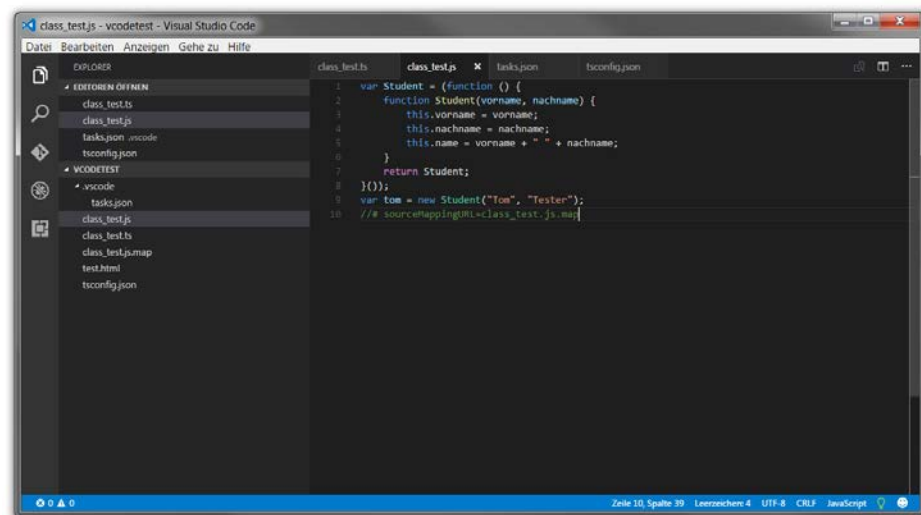 class_test.js - vcodetest - Visual Studio Code
Datei Bearbeiten Anzeigen Gehe zu Hilfe
EXPLORER
EDITOREN ÖFFNEN
class_test.ts
class_test.js
tasks.json .vscode
tsconfig.json
VCODETEST
.vscode
tasks.json
class_test.js
class_test.ts
class_test.js.map
test.html
tsconfig.json
class_test.ts class_test.js tasks.json tsconfig.json
1 var Student = (function () {
2 function Student(vorname, nachname) {
3 this.vorname = vorname;
4 this.nachname = nachname;
5 this.name = vorname + " " + nachname;
6 }
7 return Student;
8 }());
9 var tom = new Student("Tom", "Tester");
10 //# sourceMappingURL=class_test.js.map
0 0 Zeile 10, Spalte 39 Leerzeichen: 4 UTF-8 CRLF JavaScript